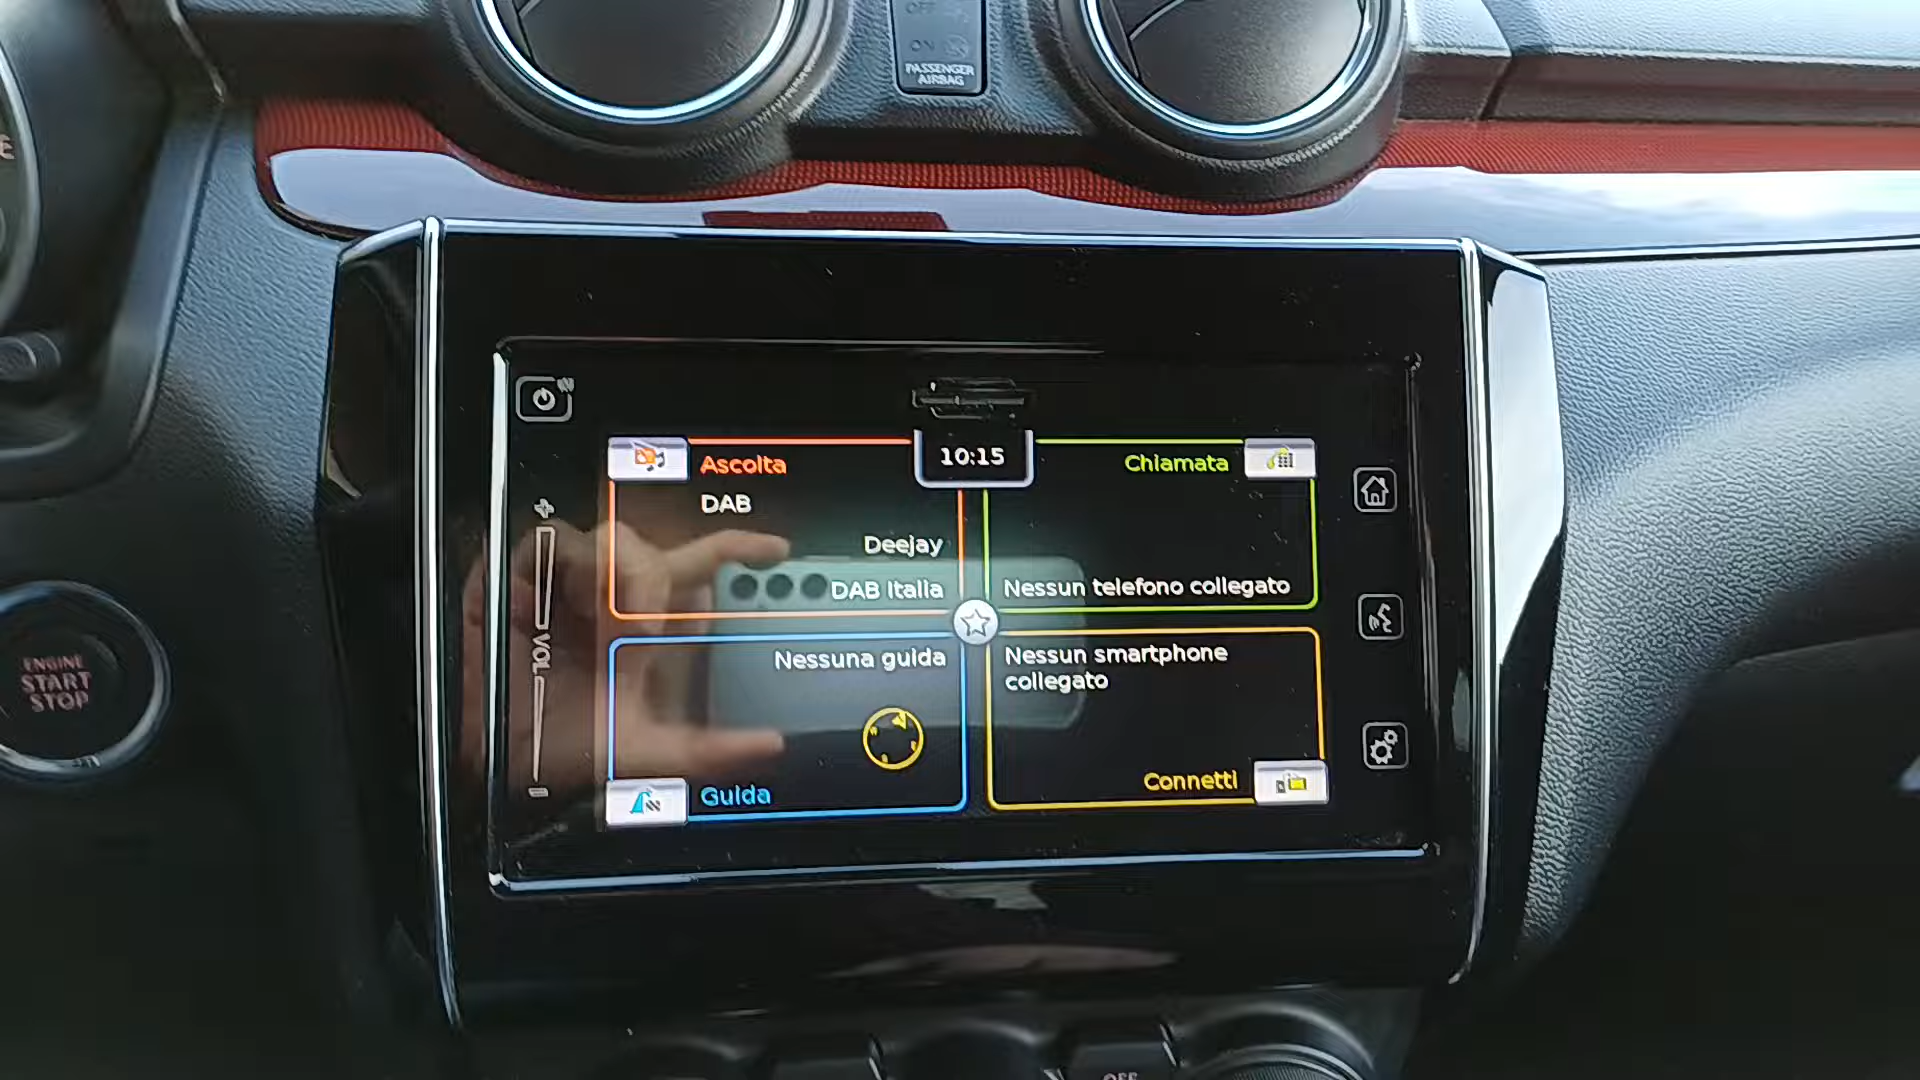 OFF
ON
PASSENGER
AIRBAG
10:15
Ascolta
Chiamata
DAB
Deejay
DAB Italia
Nessun telefono collegato
Nessuna guida
Nessun smartphone
collegato
Guida
Connetti
VOL
ENGINE
START
STOP
OFF